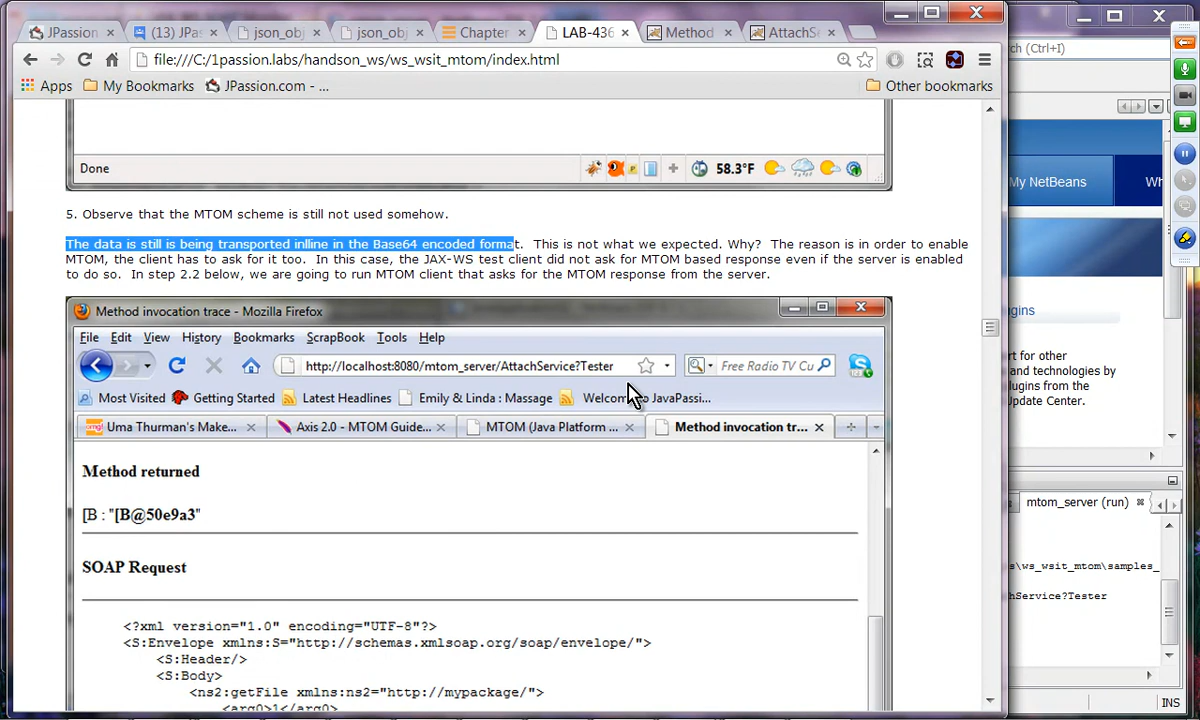 JPassion
(13) JPas
json_obj
json_obj
Chapter
LAB-436
Method
AttachSe
file:///C:/1passion.labs/handson_ws/ws_wsit_mtom/index.html
Apps
My Bookmarks
JPassion.com - ...
Other bookmarks
Done
58.3°F
5. Observe that the MTOM scheme is still not used somehow.
The data is still is being transported inlline in the Base64 encoded format. This is not what we expected. Why? The reason is in order to enable
MTOM, the client has to ask for it too. In this case, the JAX-WS test client did not ask for MTOM based response even if the server is enabled
to do so. In step 2.2 below, we are going to run MTOM client that asks for the MTOM response from the server.
Method invocation trace - Mozilla Firefox
File Edit View History Bookmarks ScrapBook Tools Help
http://localhost:8080/mtom_server/AttachService?Tester
Free Radio TV Cu
Most Visited
Getting Started
Latest Headlines
Emily & Linda : Massage
Welcome to JavaPassi...
Uma Thurman's Make...
Axis 2.0 - MTOM Guide...
MTOM (Java Platform ...
Method invocation tr...
Method returned
[B : "[B@50e9a3"
SOAP Request
<?xml version="1.0" encoding="UTF-8"?>
<S:Envelope xmlns:S="http://schemas.xmlsoap.org/soap/envelope/">
<S:Header/>
<S:Body>
<ns2:getFile xmlns:ns2="http://mypackage/">
<arg0>1</arg0>
ch (Ctrl+I)
My NetBeans
Wh
gins
rt for other
and technologies by
plugins from the
Update Center.
mtom_server (run)
s\ws_wsit_mtom\samples_
chService?Tester
INS